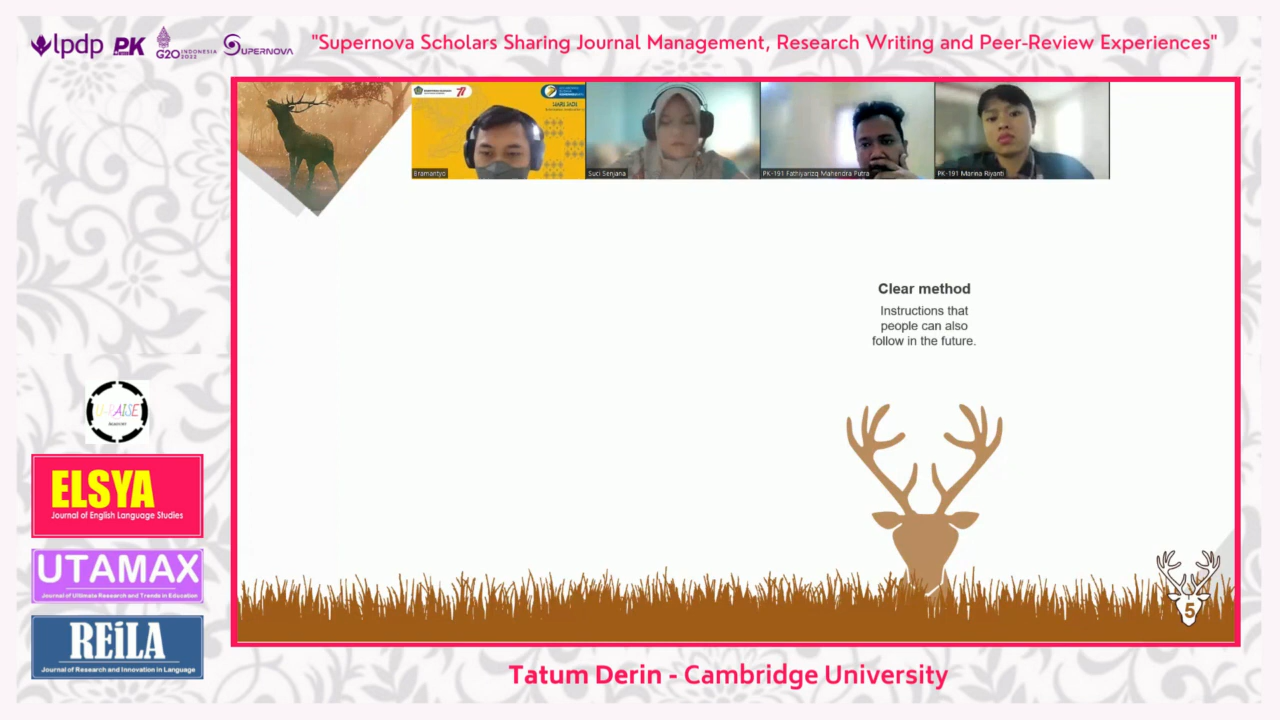 lpdp
PK
G20 INDONESIA
2022
SUPERNOVA
"Supernova Scholars Sharing Journal Management, Research Writing and Peer-Review Experiences"
HARI JADI
Bramantyo
Suci Senjana
PK-191 Fathiyarizq Mahendra Putra
PK-191 Marina Riyanti
Clear method
Instructions that
people can also
follow in the future.
5
ELSYA
Journal of English Language Studies
UTAMAX
Journal of Ultimate Research and Trends in Education
REiLA
Journal of Research and Innovation in Language
Tatum Derin - Cambridge University